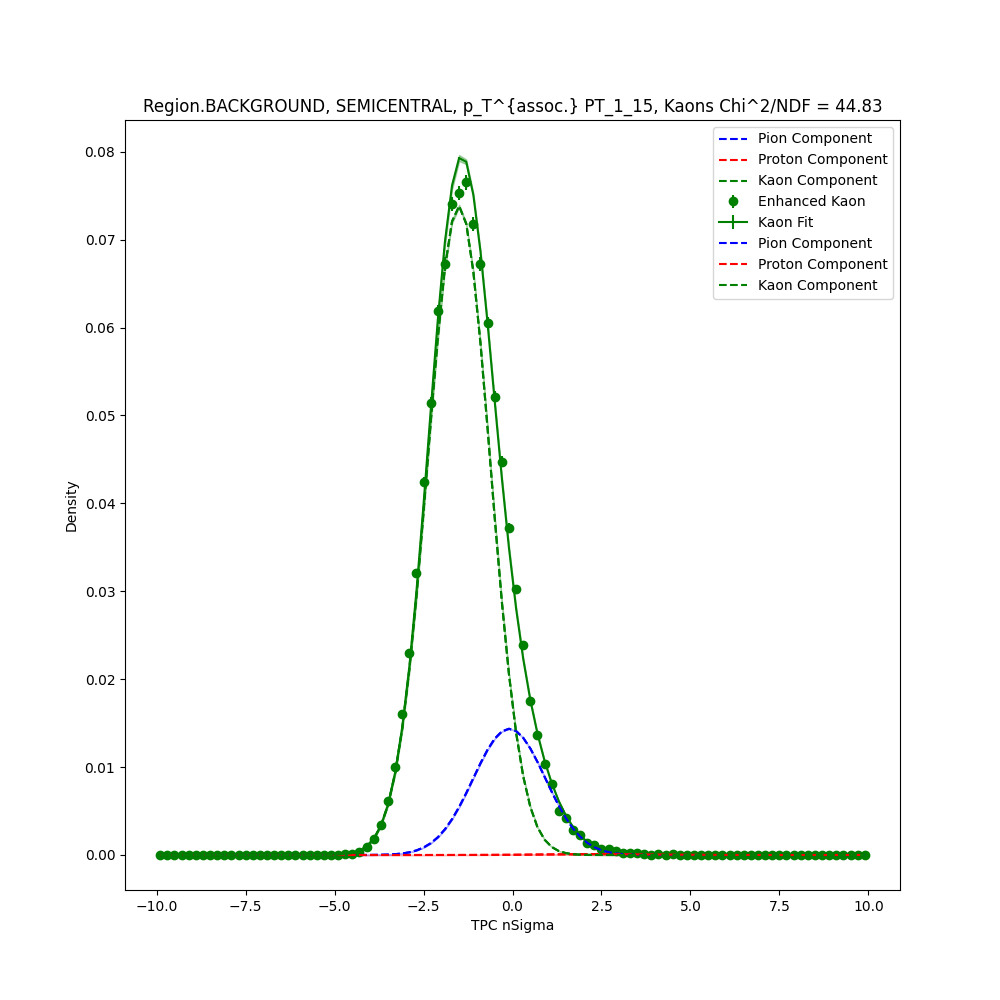 Region.BACKGROUND, SEMICENTRAL, p_T^{assoc.} PT_1_15, Kaons Chi^2/NDF = 44.83
Pion Component
Proton Component
Kaon Component
Enhanced Kaon
Kaon Fit
Pion Component
Proton Component
Kaon Component
Density
0.08
0.07
0.06
0.05
0.04
0.03
0.02
0.01
0.00
−10.0 −7.5 −5.0 −2.5 0.0 2.5 5.0 7.5 10.0
TPC nSigma